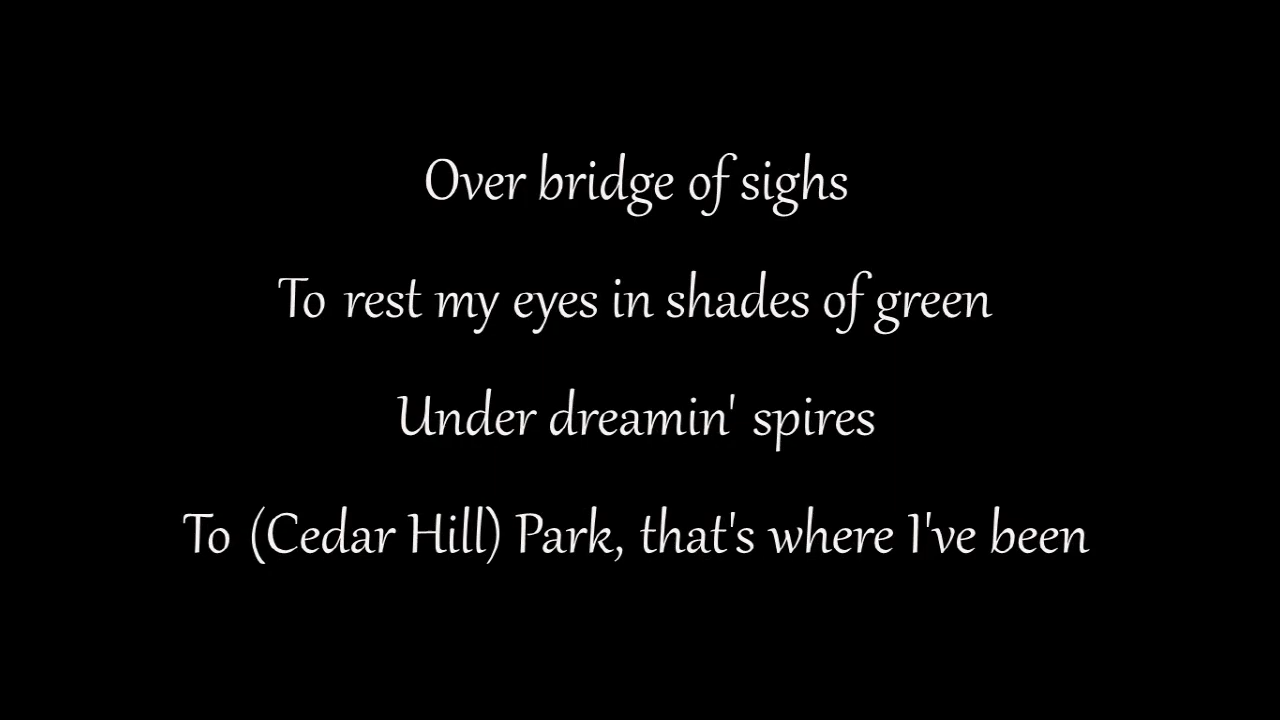 Over bridge of sighs
To rest my eyes in shades of green
Under dreamin' spires
To (Cedar Hill) Park, that's where I've been